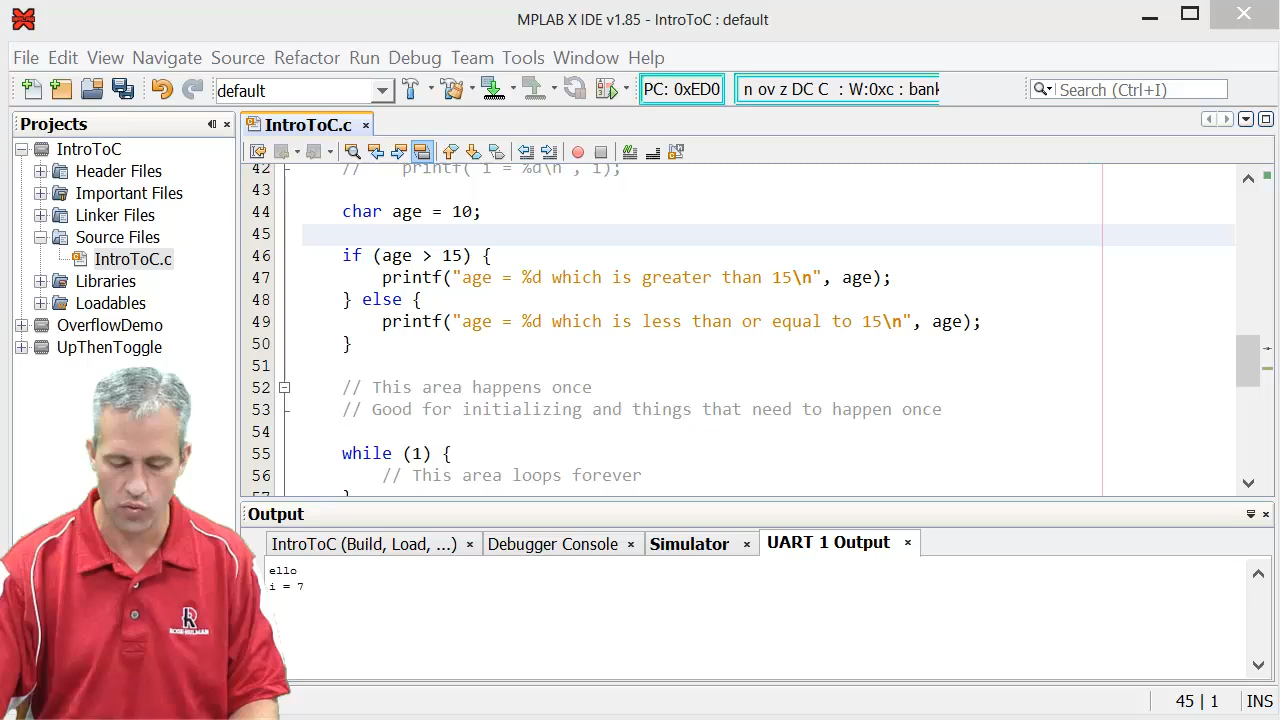 MPLAB X IDE v1.85 - IntroToC : default
File Edit View Navigate Source Refactor Run Debug Team Tools Window Help
default
PC: 0xED0
n ov z DC C : W:0xc : bank
Search (Ctrl+I)
Projects
IntroToC
Header Files
Important Files
Linker Files
Source Files
IntroToC.c
Libraries
Loadables
OverflowDemo
UpThenToggle
IntroToC.c
42 // printf("i = %d\n", i);
43
44 char age = 10;
45
46 if (age > 15) {
47 printf("age = %d which is greater than 15\n", age);
48 } else {
49 printf("age = %d which is less than or equal to 15\n", age);
50 }
51
52 // This area happens once
53 // Good for initializing and things that need to happen once
54
55 while (1) {
56 // This area loops forever
57 }
Output
IntroToC (Build, Load, ...) Debugger Console Simulator UART 1 Output
ello
i = 7
ROSE-HULMAN
45 | 1 INS